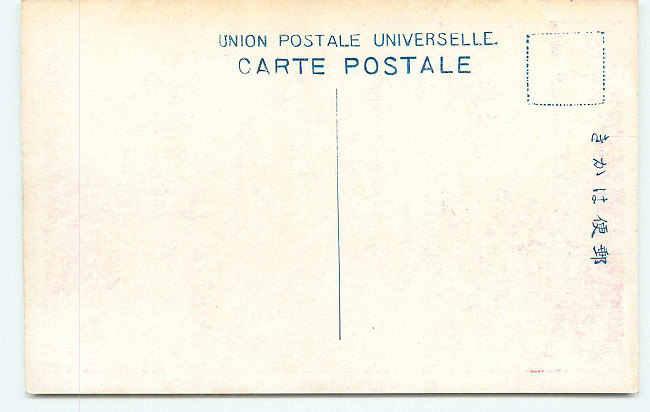 UNION POSTALE UNIVERSELLE.
CARTE POSTALE
郵便はかき